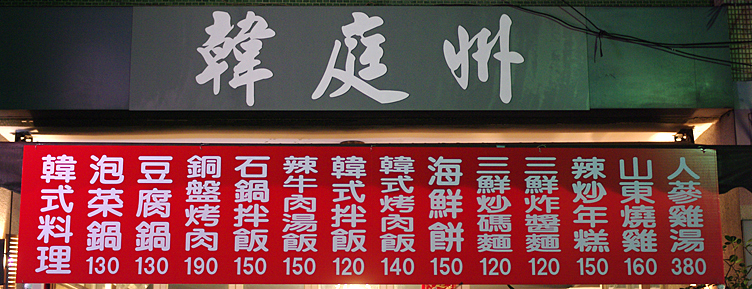 韓庭州
韓式料理
泡菜鍋 130
豆腐鍋 130
銅盤烤肉 190
石鍋拌飯 150
辣牛肉湯飯 150
韓式拌飯 120
韓式烤肉飯 140
海鮮餅 150
三鮮炒碼麵 120
三鮮炸醬麵 120
辣炒年糕 150
山東燒雞 160
人參雞湯 380